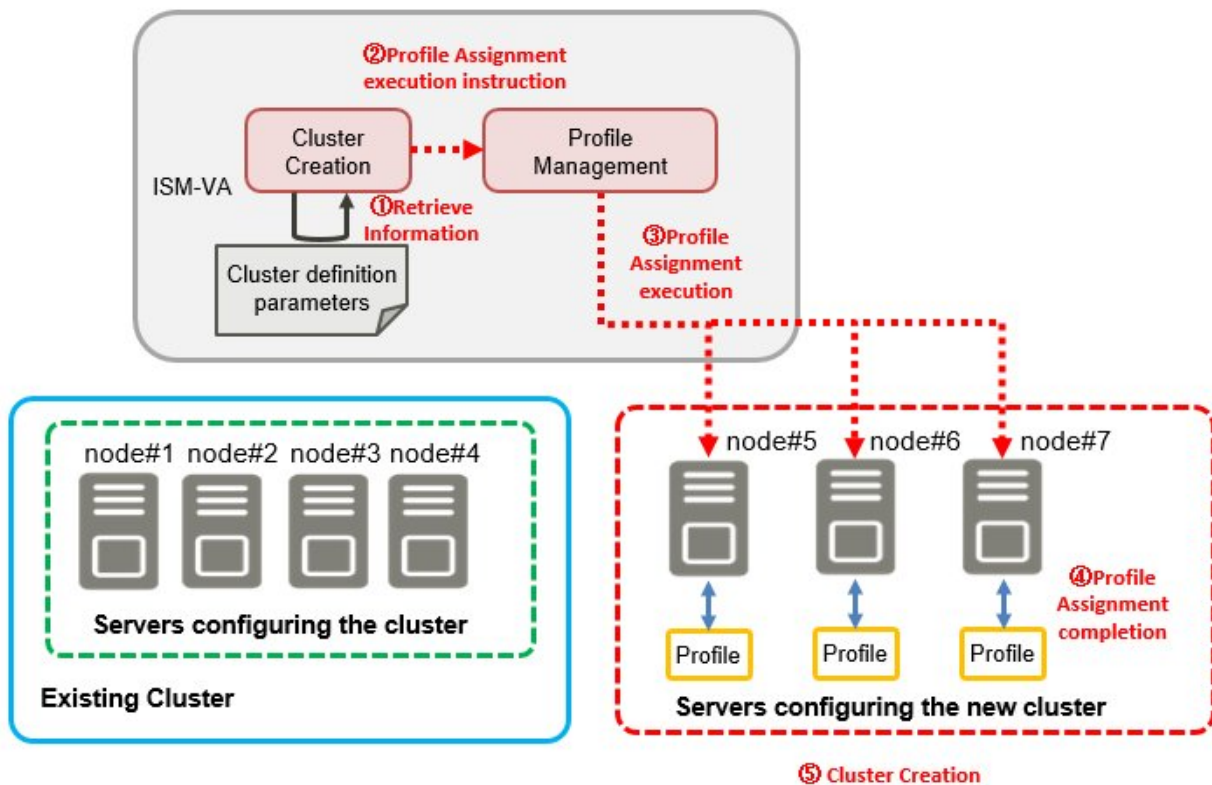 ②Profile Assignment
execution instruction
Cluster
Creation
Profile
Management
ISM-VA
①Retrieve
Information
Cluster definition
parameters
③Profile
Assignment
execution
node#1 node#2 node#3 node#4
Servers configuring the cluster
Existing Cluster
node#5 node#6 node#7
④Profile
Assignment
completion
Profile Profile Profile
Servers configuring the new cluster
⑤ Cluster Creation